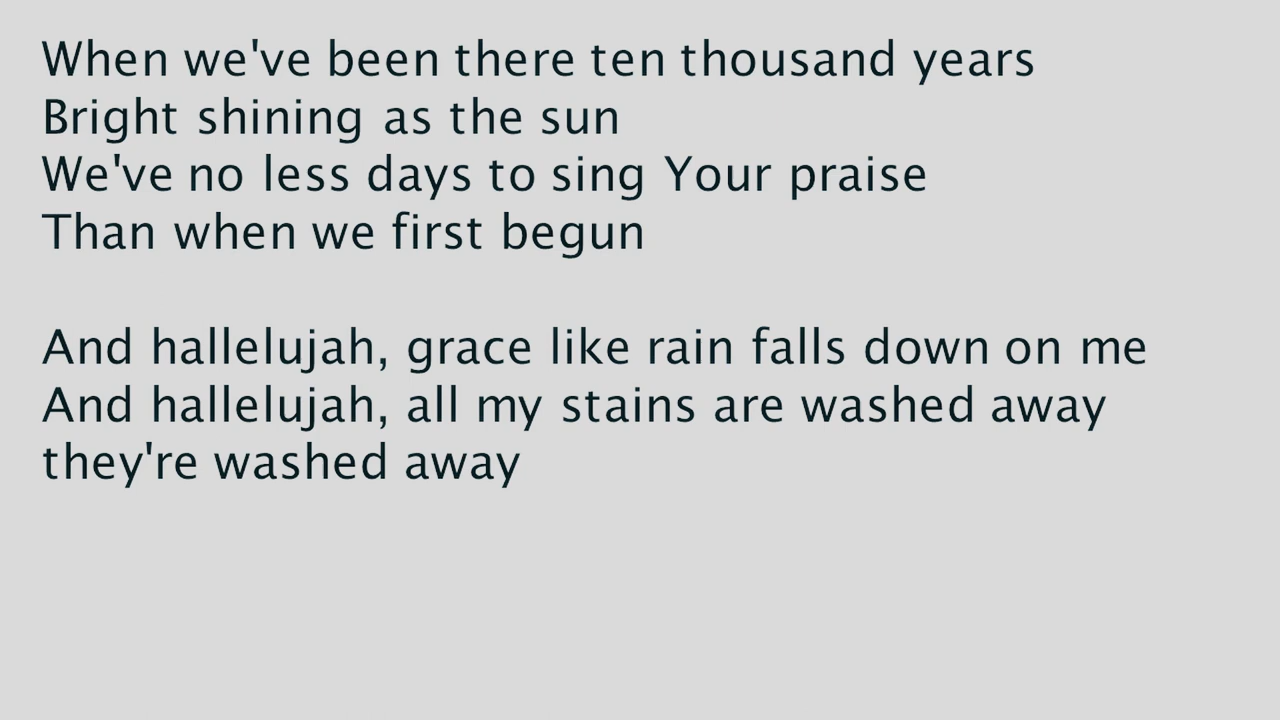 When we've been there ten thousand years
Bright shining as the sun
We've no less days to sing Your praise
Than when we first begun
And hallelujah, grace like rain falls down on me
And hallelujah, all my stains are washed away
they're washed away